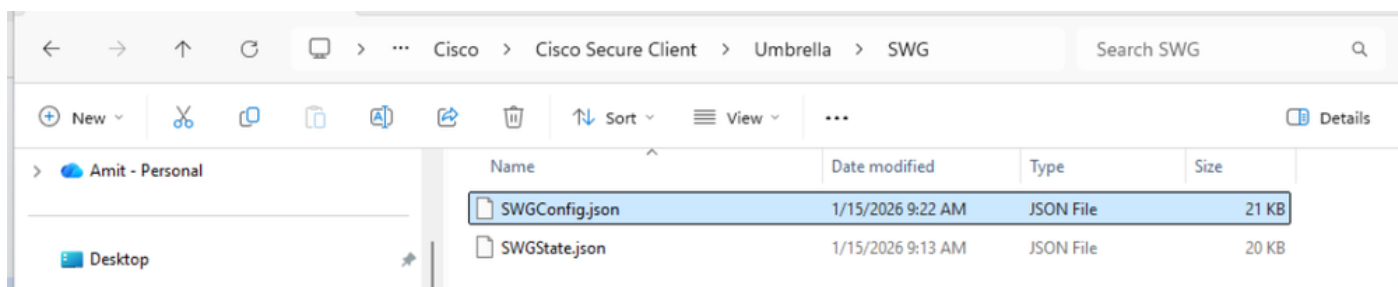 ... Cisco > Cisco Secure Client > Umbrella > SWG Search SWG
New Sort View ... Details
Amit - Personal
Desktop
Name Date modified Type Size
SWGConfig.json 1/15/2026 9:22 AM JSON File 21 KB
SWGState.json 1/15/2026 9:13 AM JSON File 20 KB